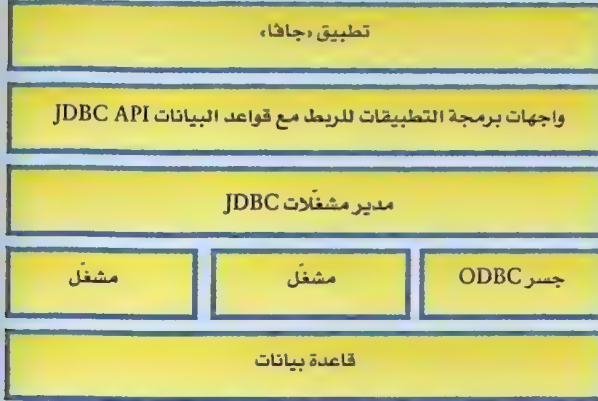 تطبيق «جافا»
واجهات برمجة التطبيقات للربط مع قواعد البيانات JDBC API
مدير مشغّلات JDBC
جسر ODBC
مشغّل
مشغّل
قاعدة بيانات